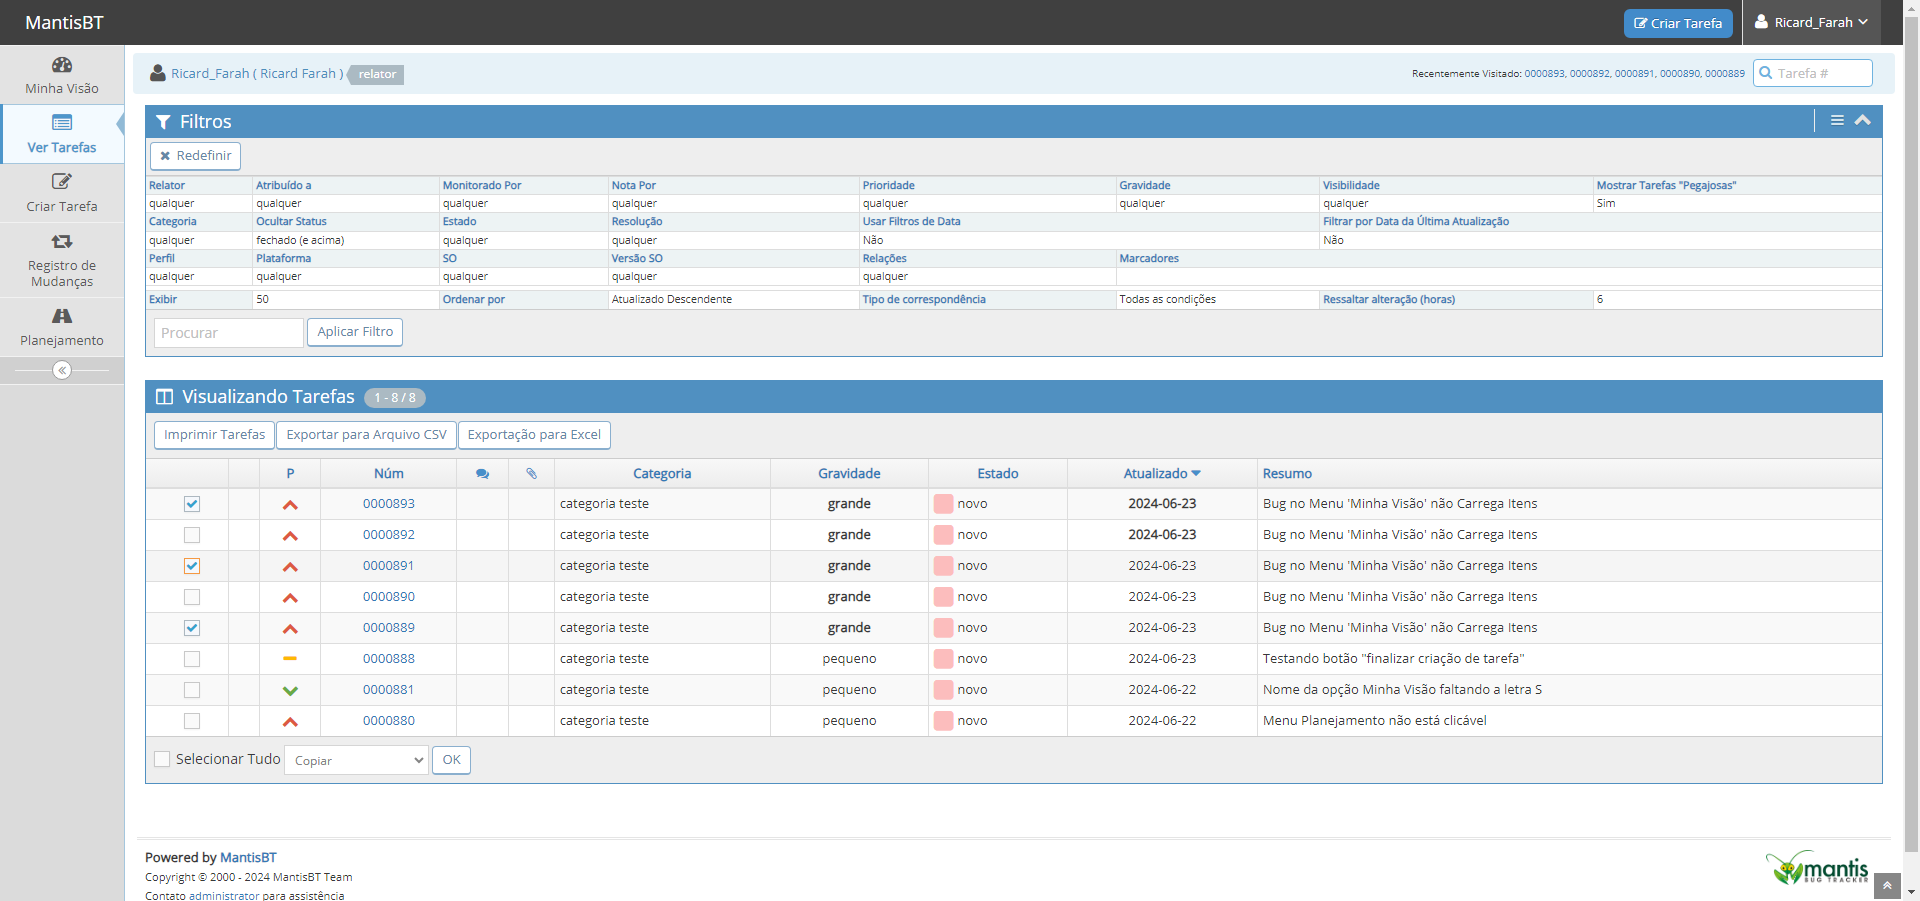 MantisBT
Criar Tarefa
Ricard_Farah
Minha Visão
Ver Tarefas
Criar Tarefa
Registro de
Mudanças
Planejamento
Ricard_Farah ( Ricard Farah ) relator
Recentemente Visitado: 0000893, 0000892, 0000891, 0000890, 0000889
Tarefa #
Filtros
Redefinir
Relator Atribuído a Monitorado Por Nota Por Prioridade Gravidade Visibilidade Mostrar Tarefas "Pegajosas"
qualquer qualquer qualquer qualquer qualquer qualquer qualquer Sim
Categoria Ocultar Status Estado Resolução Usar Filtros de Data Filtrar por Data da Última Atualização
qualquer fechado (e acima) qualquer qualquer Não Não
Perfil Plataforma SO Versão SO Relações Marcadores
qualquer qualquer qualquer qualquer qualquer
Exibir 50 Ordenar por Atualizado Descendente Tipo de correspondência Todas as condições Ressaltar alteração (horas) 6
Procurar Aplicar Filtro
Visualizando Tarefas 1 - 8 / 8
Imprimir Tarefas Exportar para Arquivo CSV Exportação para Excel
P Núm Categoria Gravidade Estado Atualizado Resumo
0000893 categoria teste grande novo 2024-06-23 Bug no Menu 'Minha Visão' não Carrega Itens
0000892 categoria teste grande novo 2024-06-23 Bug no Menu 'Minha Visão' não Carrega Itens
0000891 categoria teste grande novo 2024-06-23 Bug no Menu 'Minha Visão' não Carrega Itens
0000890 categoria teste grande novo 2024-06-23 Bug no Menu 'Minha Visão' não Carrega Itens
0000889 categoria teste grande novo 2024-06-23 Bug no Menu 'Minha Visão' não Carrega Itens
0000888 categoria teste pequeno novo 2024-06-23 Testando botão "finalizar criação de tarefa"
0000881 categoria teste pequeno novo 2024-06-22 Nome da opção Minha Visão faltando a letra S
0000880 categoria teste pequeno novo 2024-06-22 Menu Planejamento não está clicável
Selecionar Tudo Copiar OK
Powered by MantisBT
Copyright © 2000 - 2024 MantisBT Team
Contato administrator para assistência
mantis
BUG TRACKER